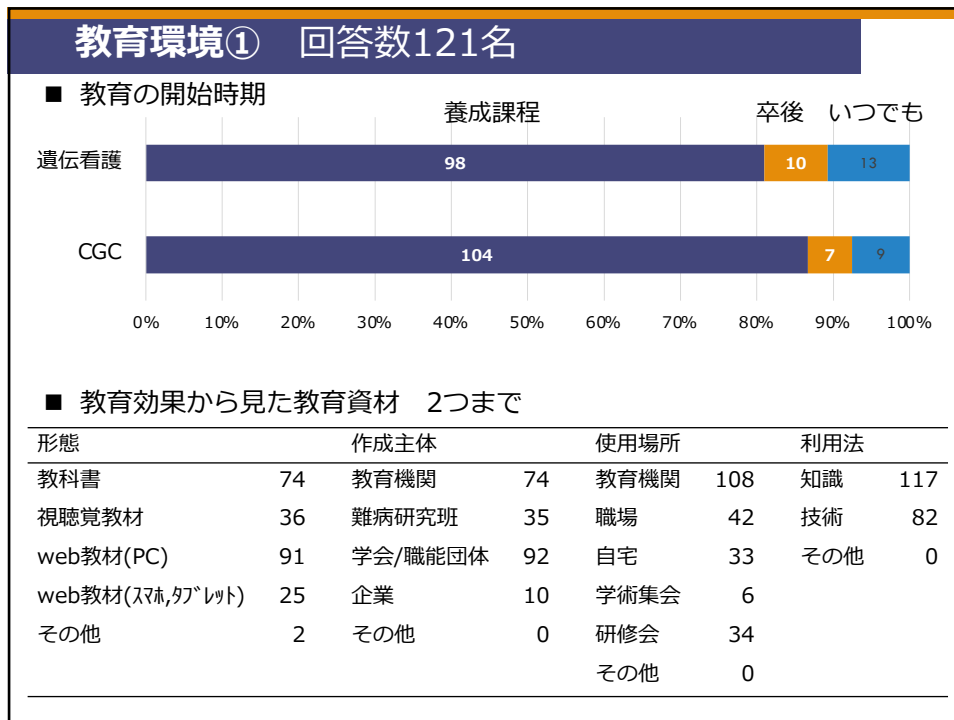 教育環境① 回答数121名
■ 教育の開始時期
養成課程 卒後 いつでも
遺伝看護 98 10 13
CGC 104 7 9
0% 10% 20% 30% 40% 50% 60% 70% 80% 90% 100%
■ 教育効果から見た教育資材 2つまで
形態 作成主体 使用場所 利用法
教科書 74 教育機関 74 教育機関 108 知識 117
視聴覚教材 36 難病研究班 35 職場 42 技術 82
web教材(PC) 91 学会/職能団体 92 自宅 33 その他 0
web教材(ｽﾏﾎ,ﾀﾌﾞﾚｯﾄ) 25 企業 10 学術集会 6
その他 2 その他 0 研修会 34
その他 0